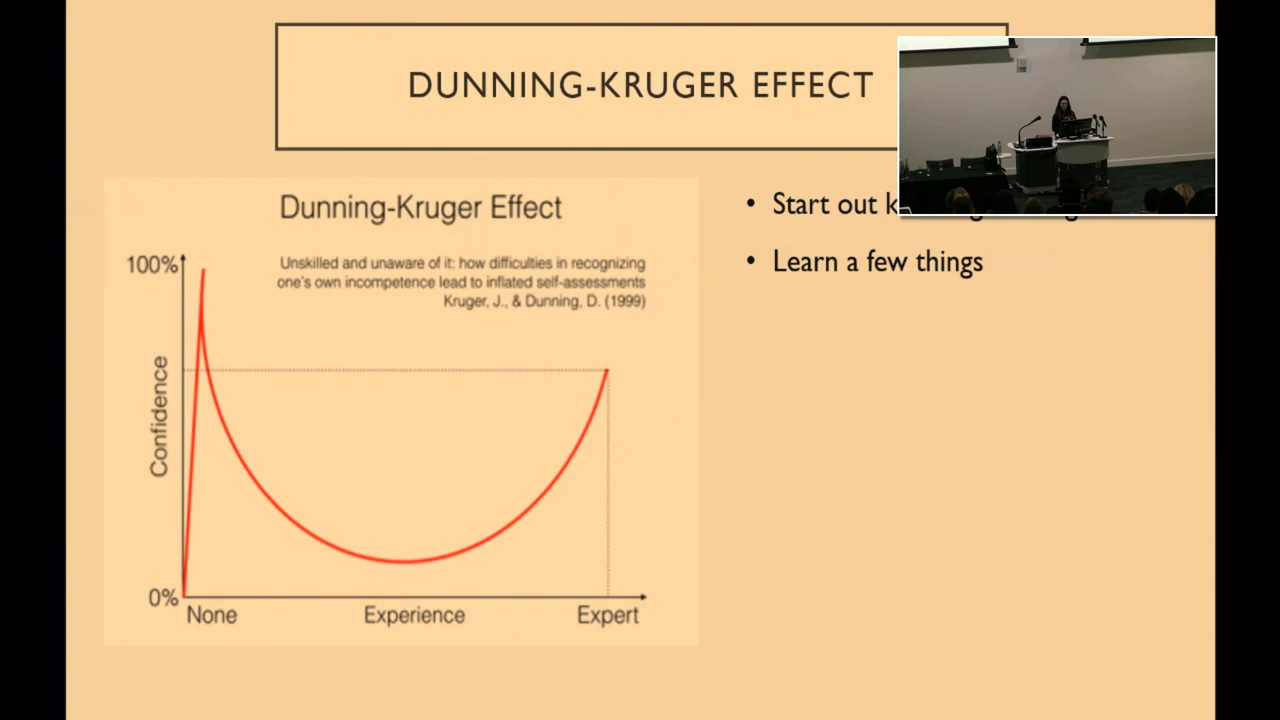 DUNNING-KRUGER EFFECT
Dunning-Kruger Effect
Unskilled and unaware of it: how difficulties in recognizing
one's own incompetence lead to inflated self-assessments
Kruger, J., & Dunning, D. (1999)
100%
Confidence
0%
None
Experience
Expert
• Start out
• Learn a few things